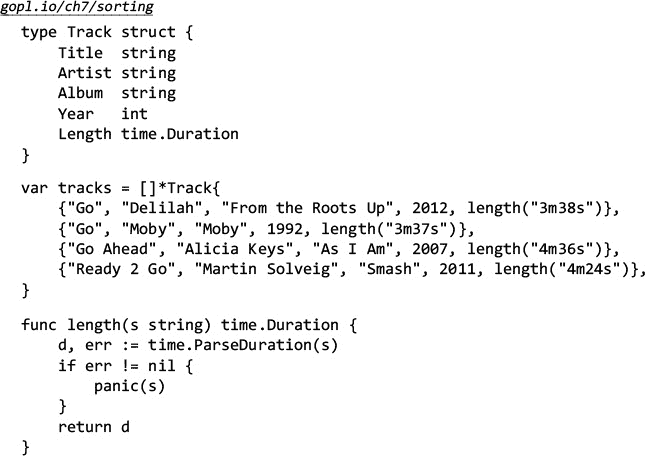 gopl.io/ch7/sorting
type Track struct {
    Title  string
    Artist string
    Album  string
    Year   int
    Length time.Duration
}
var tracks = []*Track{
    {"Go", "Delilah", "From the Roots Up", 2012, length("3m38s")},
    {"Go", "Moby", "Moby", 1992, length("3m37s")},
    {"Go Ahead", "Alicia Keys", "As I Am", 2007, length("4m36s")},
    {"Ready 2 Go", "Martin Solveig", "Smash", 2011, length("4m24s")},
}
func length(s string) time.Duration {
    d, err := time.ParseDuration(s)
    if err != nil {
        panic(s)
    }
    return d
}